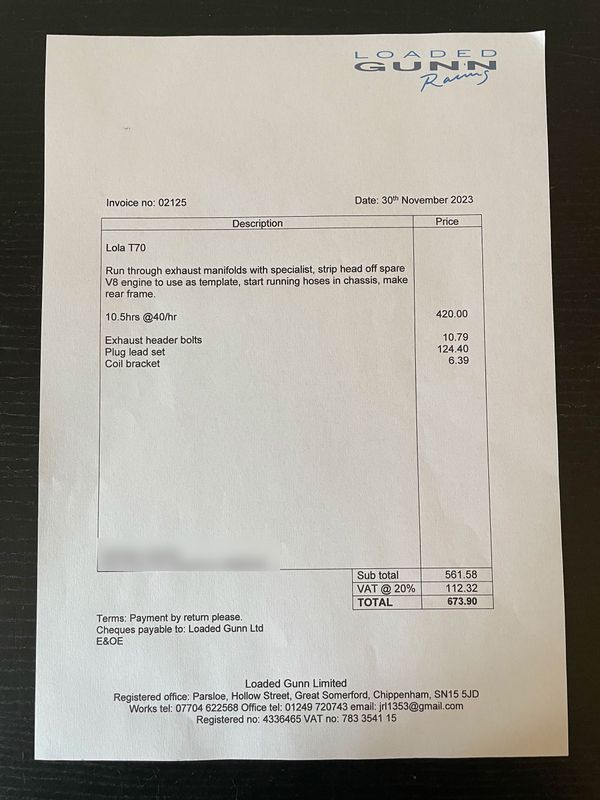 LOADED
GUNN
Racing
Invoice no: 02125
Date: 30th November 2023
Description
Price
Lola T70
Run through exhaust manifolds with specialist, strip head off spare
V8 engine to use as template, start running hoses in chassis, make
rear frame.
10.5hrs @40/hr 420.00
Exhaust header bolts 10.79
Plug lead set 124.40
Coil bracket 6.39
Sub total 561.58
VAT @ 20% 112.32
TOTAL 673.90
Terms: Payment by return please.
Cheques payable to: Loaded Gunn Ltd
E&OE
Loaded Gunn Limited
Registered office: Parsloe, Hollow Street, Great Somerford, Chippenham, SN15 5JD
Works tel: 07704 622568 Office tel: 01249 720743 email: jrl1353@gmail.com
Registered no: 4336465 VAT no: 783 3541 15